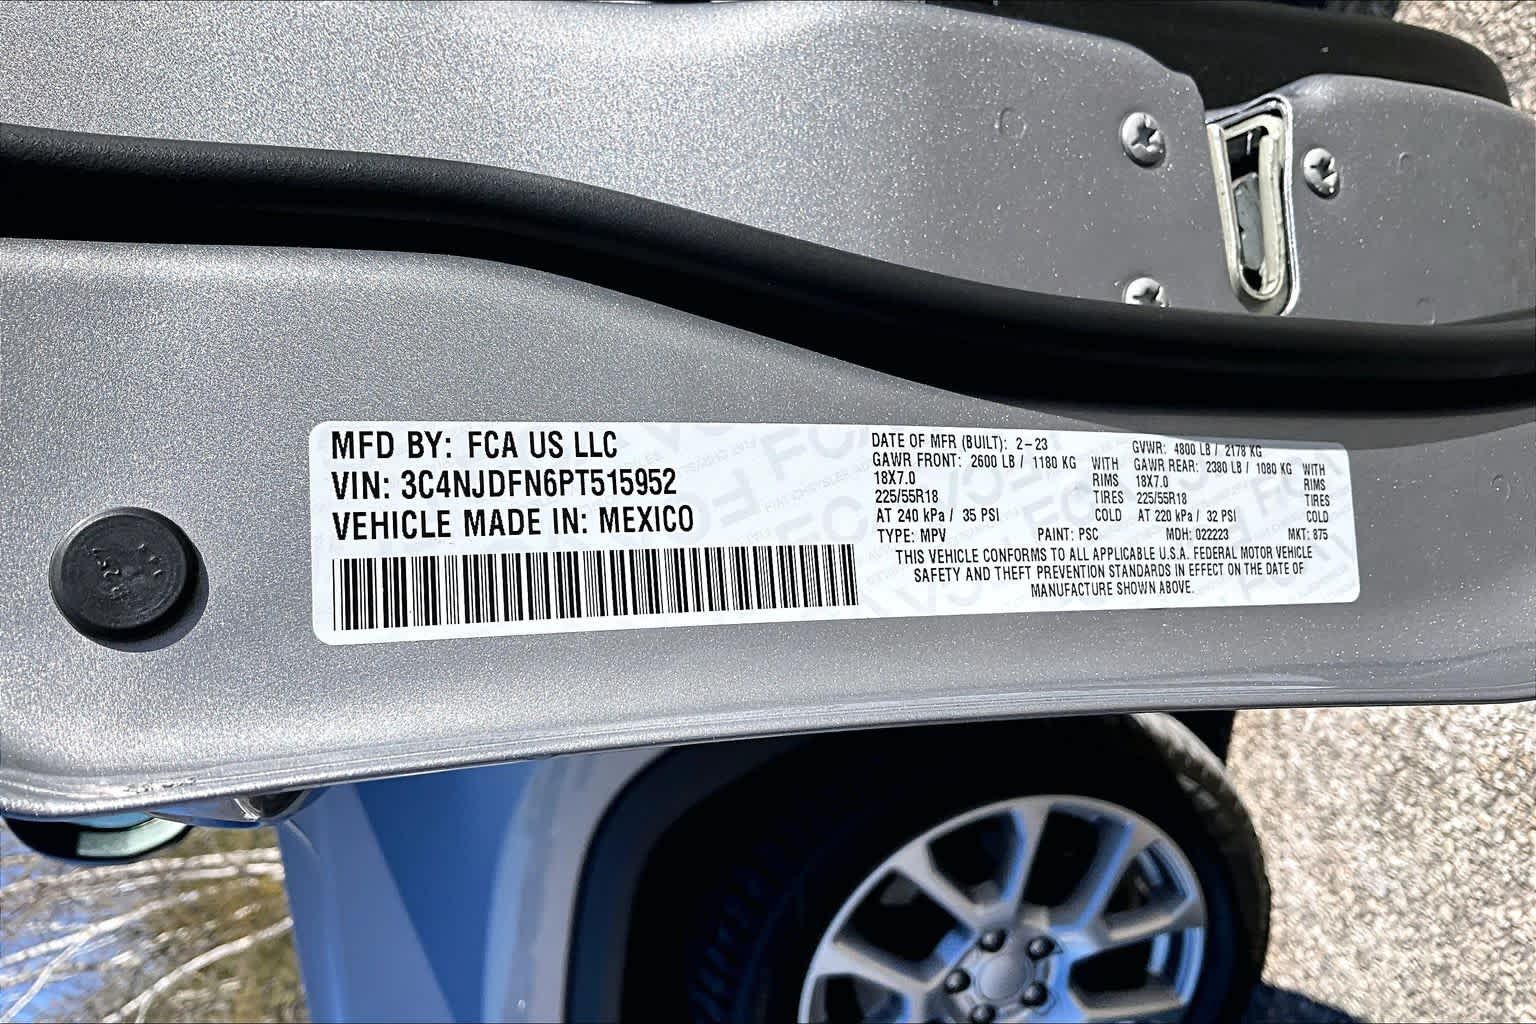 MFD BY: FCA US LLC
VIN: 3C4NJDFN6PT515952
VEHICLE MADE IN: MEXICO
DATE OF MFR (BUILT): 2-23 GVWR: 4800 LB / 2178 KG
GAWR FRONT: 2600 LB / 1180 KG WITH GAWR REAR: 2380 LB / 1080 KG WITH
18X7.0 RIMS 18X7.0 RIMS
225/55R18 TIRES 225/55R18 TIRES
AT 240 kPa / 35 PSI COLD AT 220 kPa / 32 PSI COLD
TYPE: MPV PAINT: PSC MDH: 022223 MKT: 875
THIS VEHICLE CONFORMS TO ALL APPLICABLE U.S.A. FEDERAL MOTOR VEHICLE
SAFETY AND THEFT PREVENTION STANDARDS IN EFFECT ON THE DATE OF
MANUFACTURE SHOWN ABOVE.